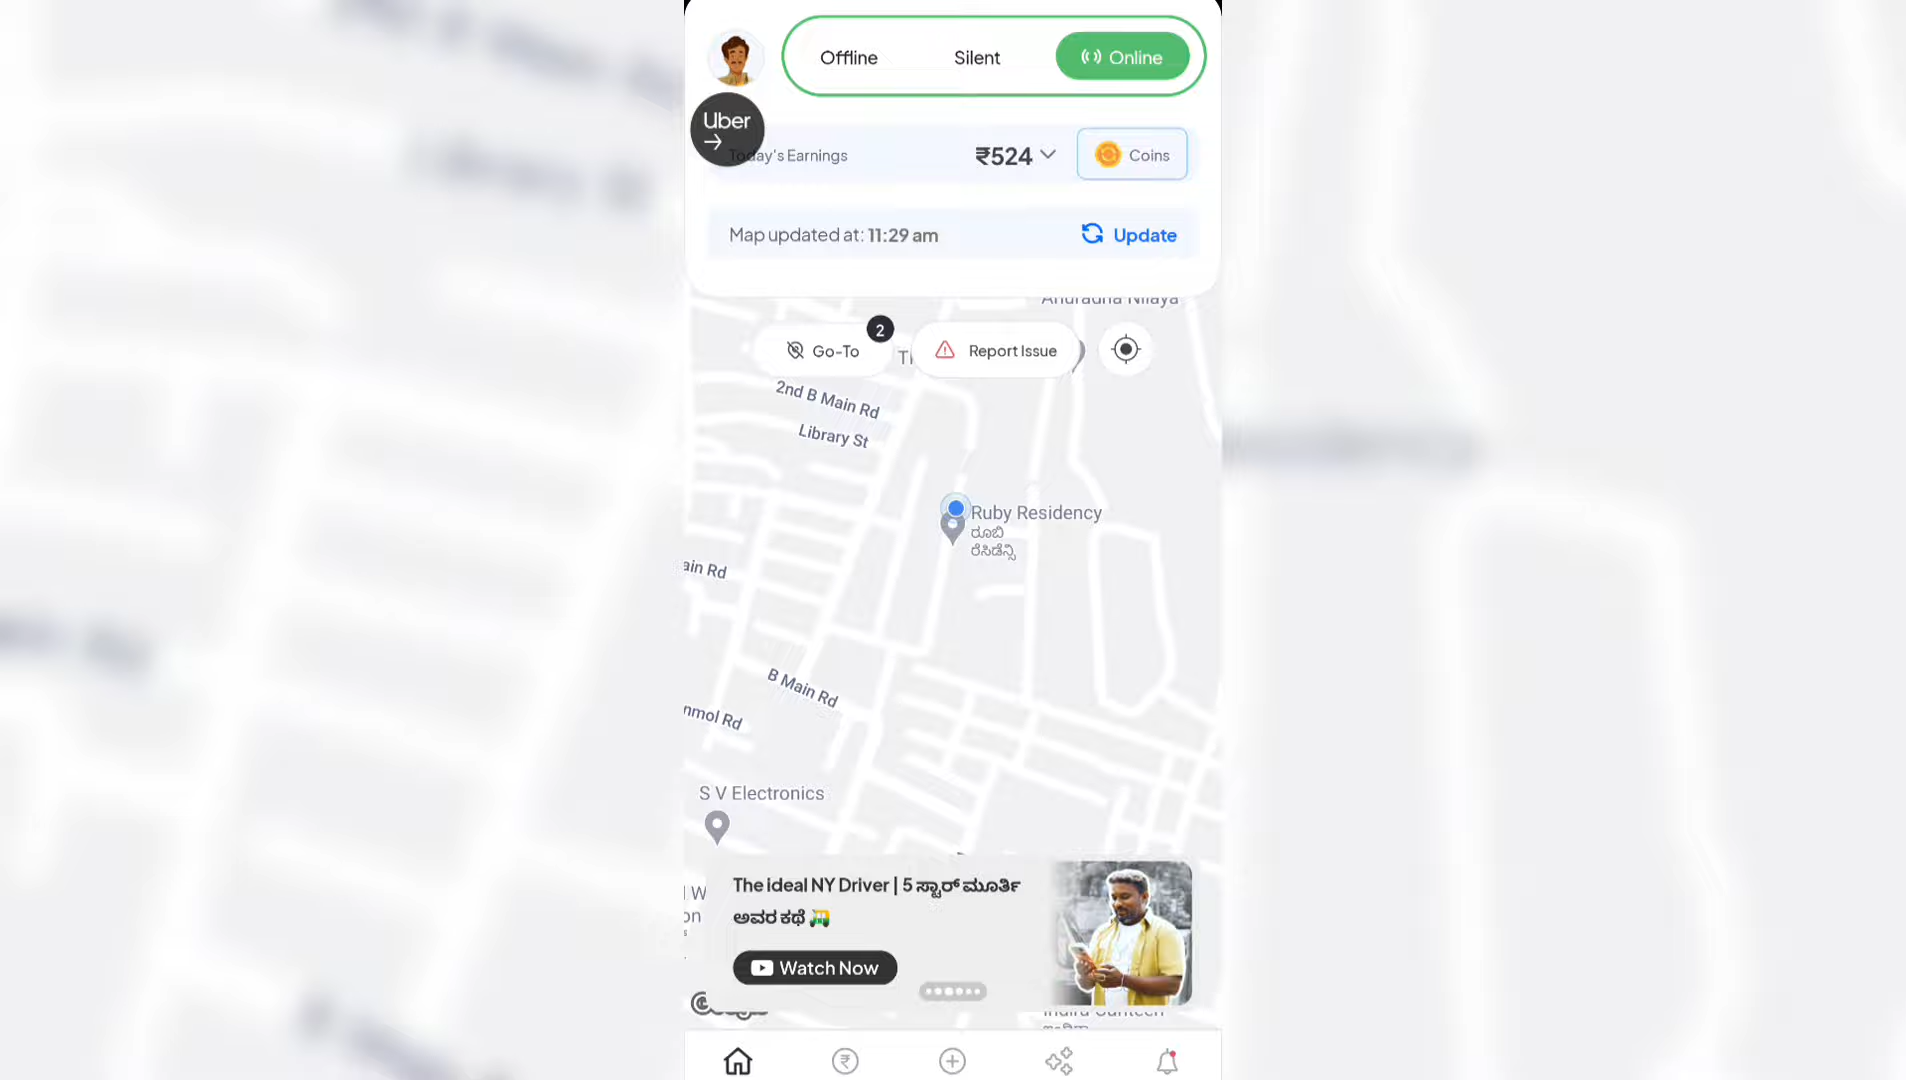 Offline
Silent
Online
Uber
Today's Earnings
₹524
Coins
Map updated at: 11:29 am
Update
Anuradha Nilaya
Go-To
2
Report Issue
2nd B Main Rd
Library St
Ruby Residency
ರೂಬಿ
ರೆಸಿಡೆನ್ಸಿ
ain Rd
B Main Rd
nmol Rd
S V Electronics
The ideal NY Driver | 5 ಸ್ಟಾರ್ ಮೂರ್ತಿ
ಅವರ ಕಥೆ
Watch Now